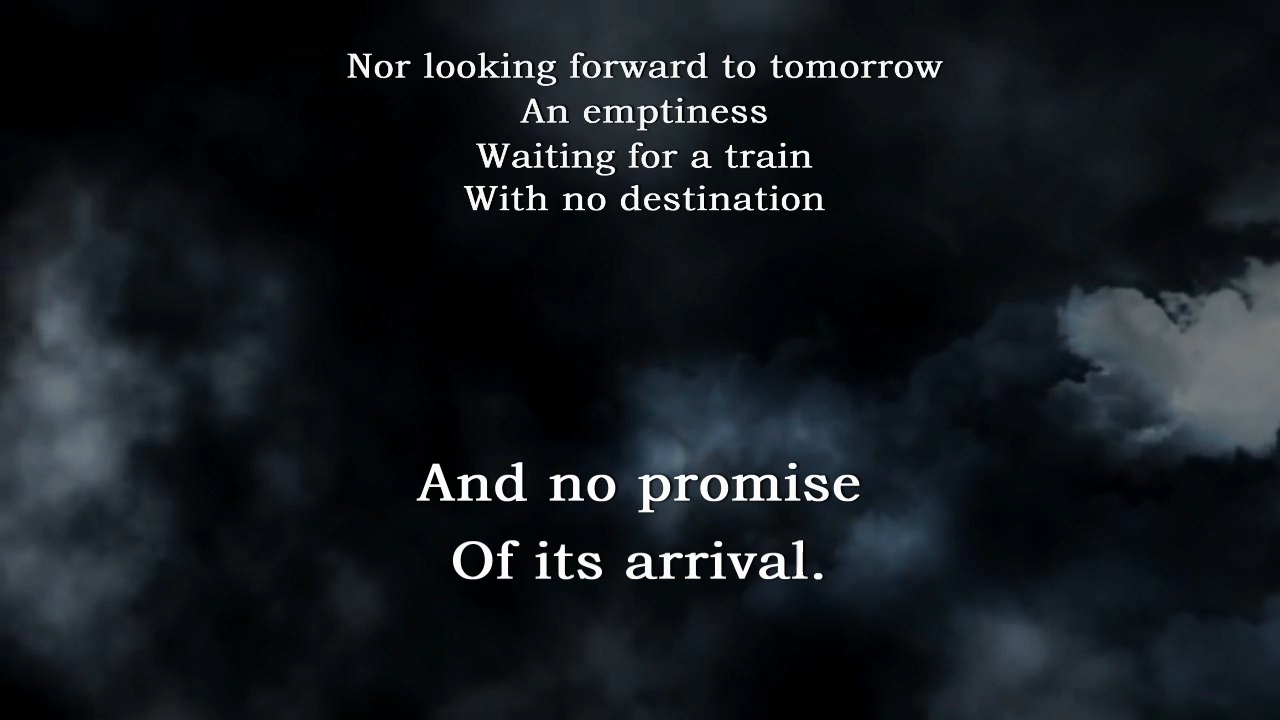 Nor looking forward to tomorrow
An emptiness
Waiting for a train
With no destination
And no promise
Of its arrival.